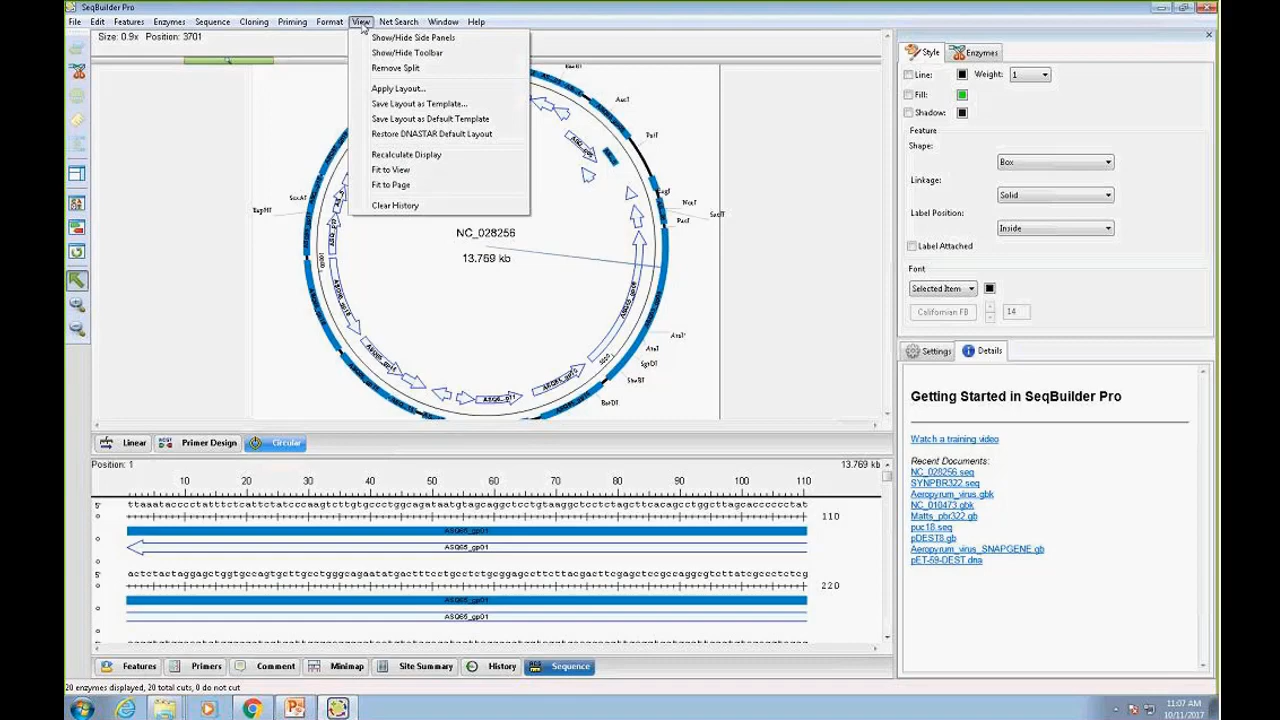 SeqBuilder Pro
File Edit Features Enzymes Sequence Cloning Priming Format View Net Search Window Help
Size: 0.9x Position: 3701
Show/Hide Side Panels
Show/Hide Toolbar
Remove Split
Apply Layout...
Save Layout as Template...
Save Layout as Default Template
Restore DNASTAR Default Layout
Recalculate Display
Fit to View
Fit to Page
Clear History
NC_028256
13.769 kb
Style Enzymes
Line: Weight: 1
Fill:
Shadow:
Feature
Shape:
Box
Linkage:
Solid
Label Position:
Inside
Label Attached
Font
Selected Item
Californian FB 14
Settings Details
Getting Started in SeqBuilder Pro
Watch a training video
Recent Documents:
NC_028256.seq
SYNPBR322.seq
Aeropyrum_virus.gbk
NC_010473.gbk
Matts_pbr322.gb
puc18.seq
pDEST8.gb
Aeropyrum_virus_SNAPGENE.gb
pET-59-DEST.dna
Linear Primer Design Circular
Position: 1 13.769 kb
10 20 30 40 50 60 70 80 90 100 110
110
ASQ65_gp01
ASQ65_gp01
220
ASQ65_gp01
ASQ65_gp01
Features Primers Comment Minimap Site Summary History Sequence
20 enzymes displayed, 20 total cuts, 0 do not cut
11:07 AM
10/11/2017